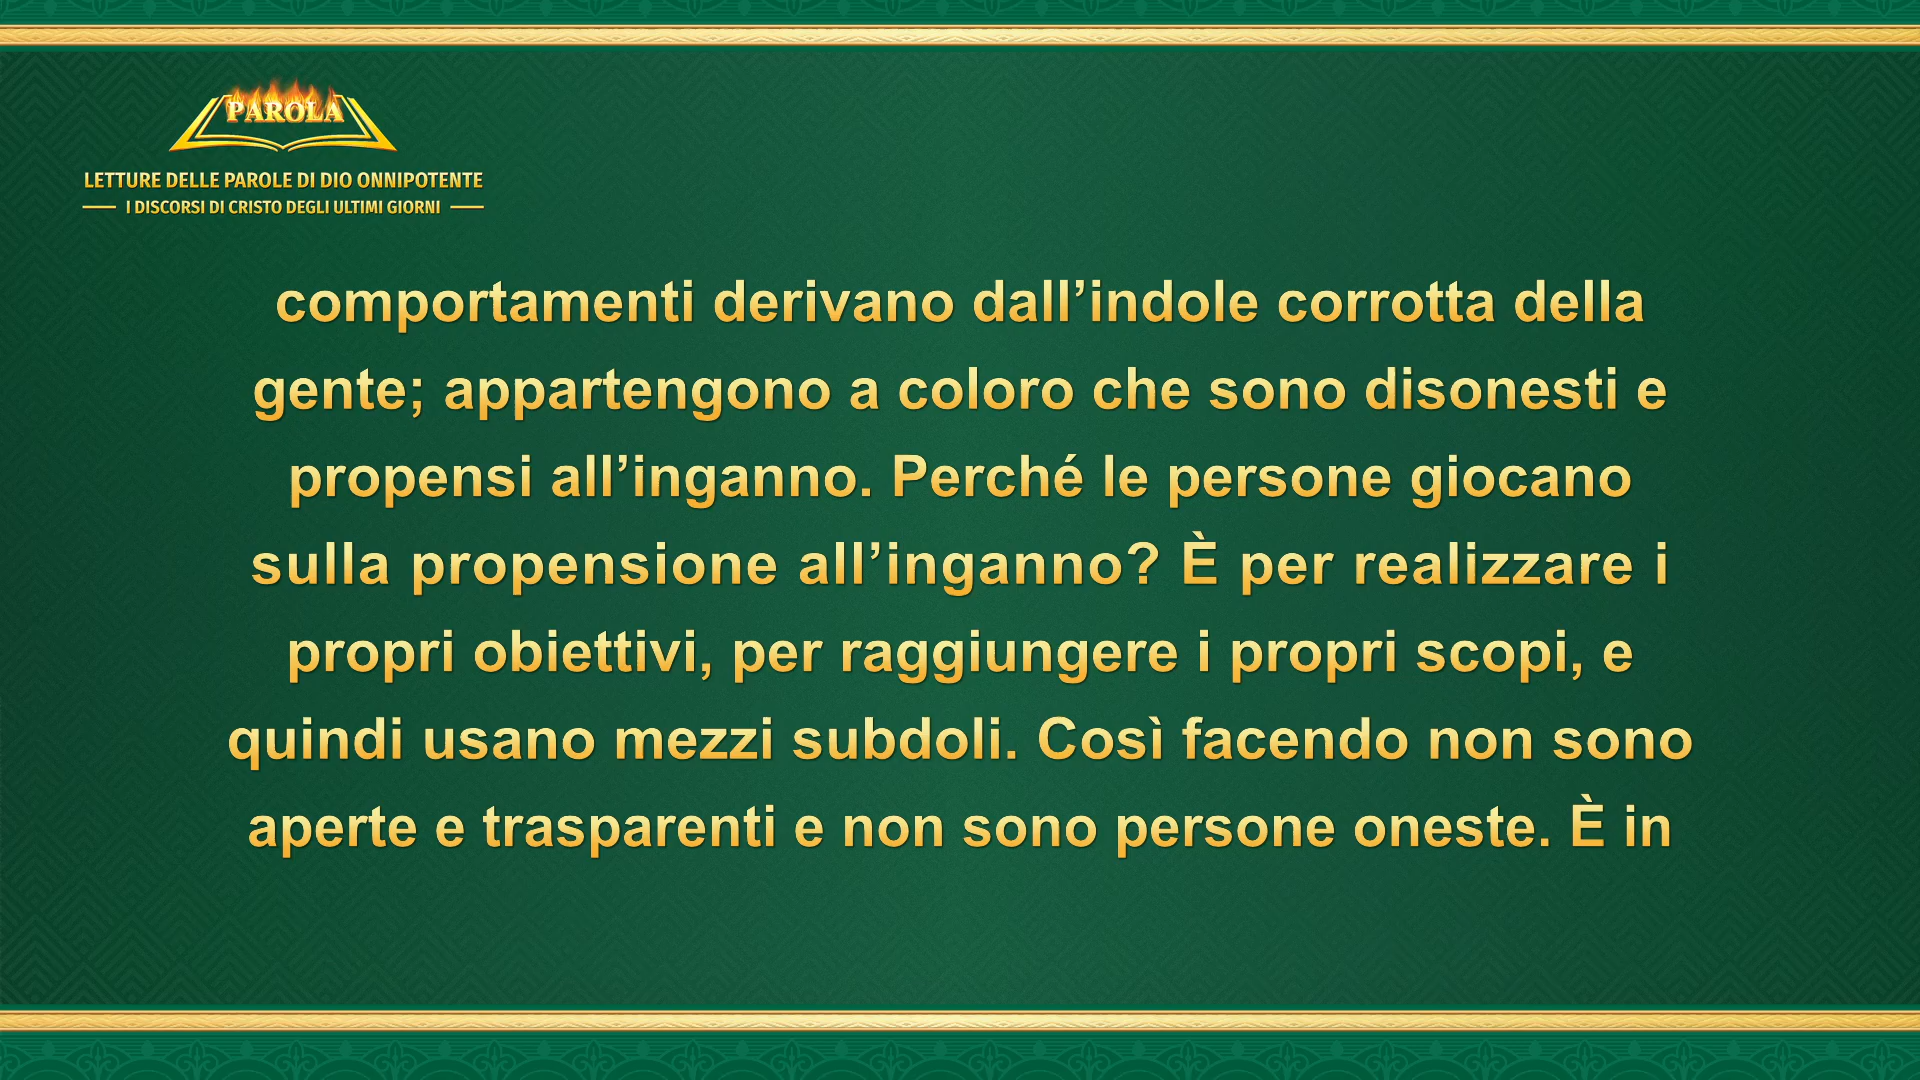 PAROLA
LETTURE DELLE PAROLE DI DIO ONNIPOTENTE
I DISCORSI DI CRISTO DEGLI ULTIMI GIORNI
comportamenti derivano dall’indole corrotta della
gente; appartengono a coloro che sono disonesti e
propensi all’inganno. Perché le persone giocano
sulla propensione all’inganno? È per realizzare i
propri obiettivi, per raggiungere i propri scopi, e
quindi usano mezzi subdoli. Così facendo non sono
aperte e trasparenti e non sono persone oneste. È in